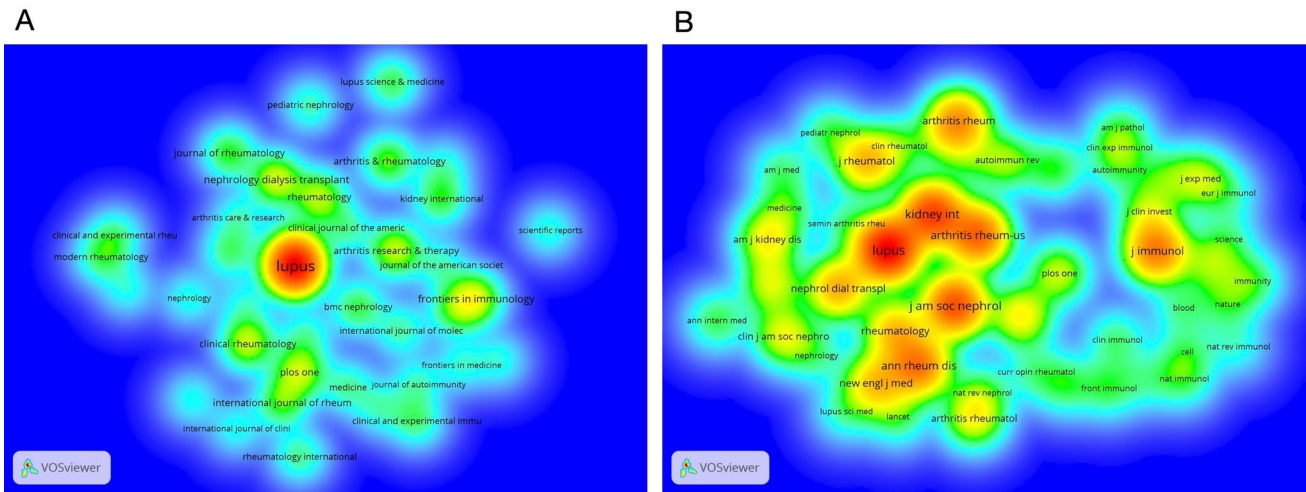 A
lupus science & medicine
pediatric nephrology
journal of rheumatology
arthritis & rheumatology
nephrology dialysis transplant
rheumatology
kidney international
arthritis care & research
clinical journal of the americ
scientific reports
clinical and experimental rheu
modern rheumatology
arthritis research & therapy
lupus
journal of the american societ
nephrology
bmc nephrology
frontiers in immunology
international journal of molec
clinical rheumatology
frontiers in medicine
plos one
medicine
journal of autoimmunity
international journal of rheum
clinical and experimental immu
international journal of clini
rheumatology international
VOSviewer
B
arthritis rheum
am j pathol
pediatr nephrol
clin rheumatol
clin exp immunol
j rheumatol
autoimmun rev
am j med
autoimmunity
j exp med
eur j immunol
medicine
kidney int
j clin invest
semin arthritis rheu
am j kidney dis
arthritis rheum-us
science
lupus
j immunol
plos one
immunity
nephrol dial transpl
j am soc nephrol
nature
blood
ann intern med
rheumatology
clin j am soc nephro
clin immunol
nat rev immunol
nephrology
cell
ann rheum dis
curr opin rheumatol
nat immunol
new engl j med
front immunol
nat rev nephrol
lupus sci med
lancet
arthritis rheumatol
VOSviewer